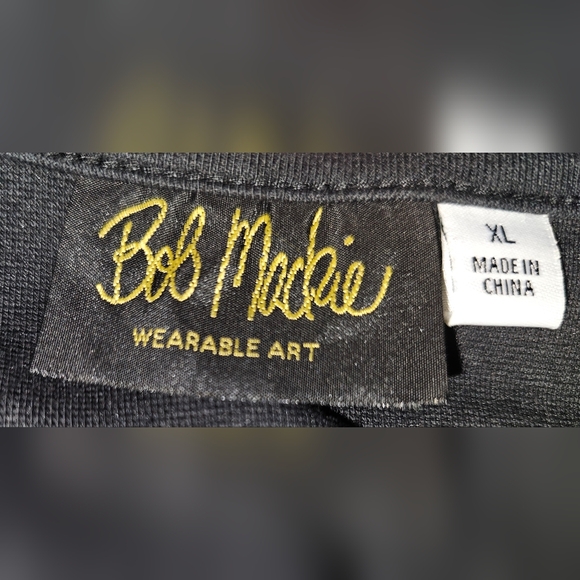 Bob Mackie
WEARABLE ART
XL
MADE IN
CHINA